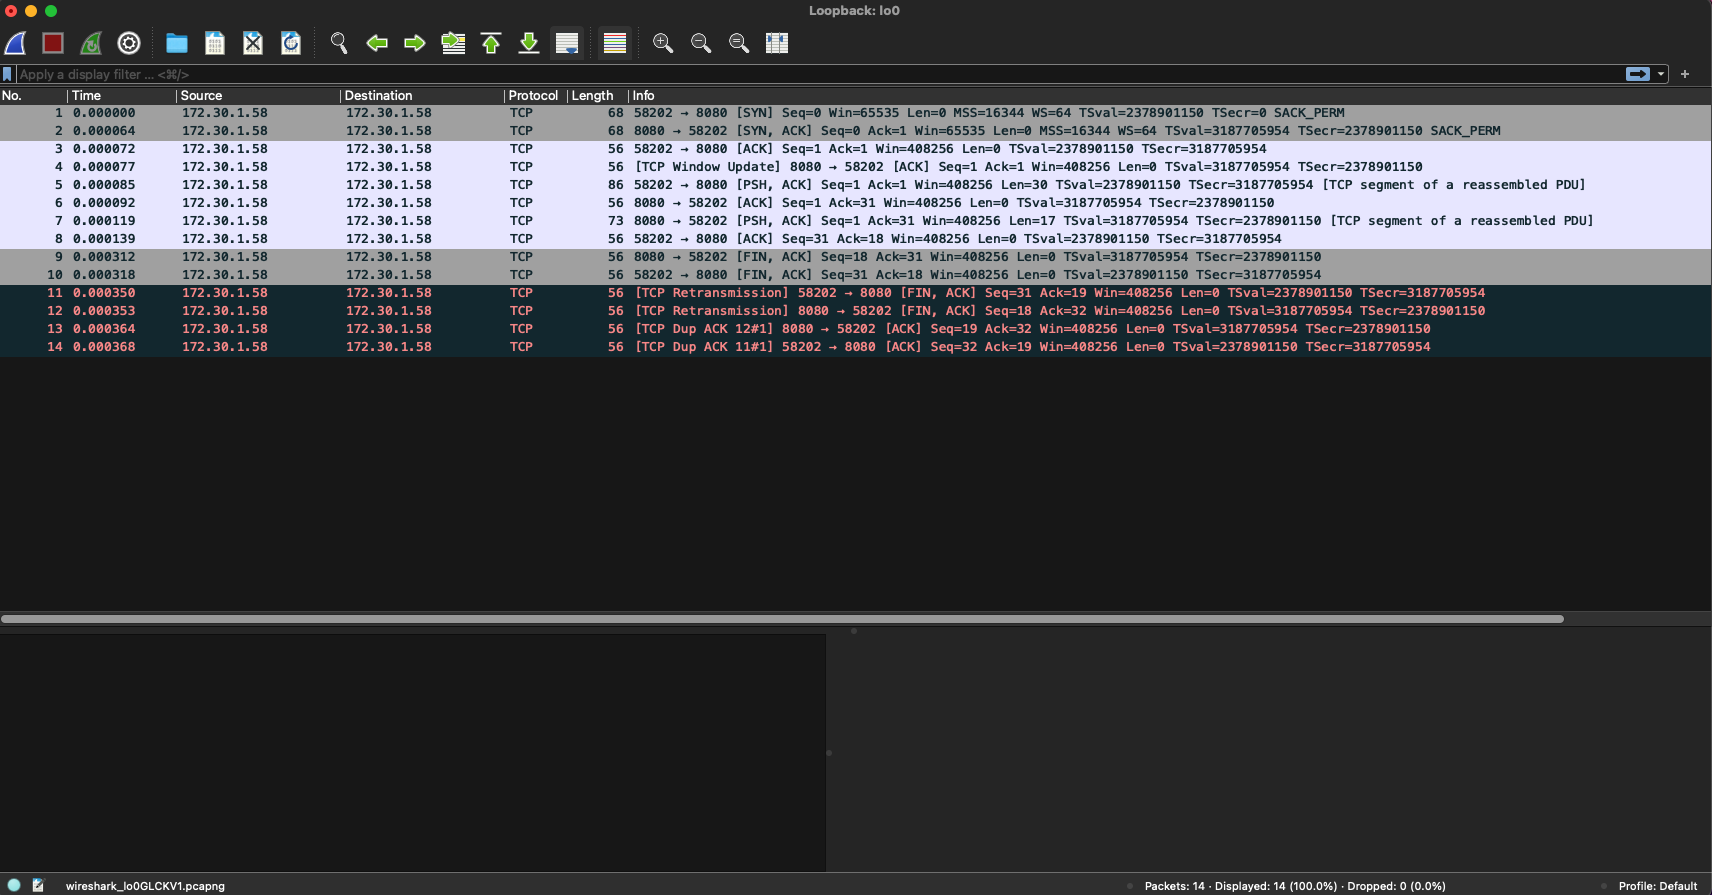 Loopback: lo0
Apply a display filter ... <⌘/>
No. Time Source Destination Protocol Length Info
1 0.000000 172.30.1.58 172.30.1.58 TCP 68 58202 → 8080 [SYN] Seq=0 Win=65535 Len=0 MSS=16344 WS=64 TSval=2378901150 TSecr=0 SACK_PERM
2 0.000064 172.30.1.58 172.30.1.58 TCP 68 8080 → 58202 [SYN, ACK] Seq=0 Ack=1 Win=65535 Len=0 MSS=16344 WS=64 TSval=3187705954 TSecr=2378901150 SACK_PERM
3 0.000072 172.30.1.58 172.30.1.58 TCP 56 58202 → 8080 [ACK] Seq=1 Ack=1 Win=408256 Len=0 TSval=2378901150 TSecr=3187705954
4 0.000077 172.30.1.58 172.30.1.58 TCP 56 [TCP Window Update] 8080 → 58202 [ACK] Seq=1 Ack=1 Win=408256 Len=0 TSval=3187705954 TSecr=2378901150
5 0.000085 172.30.1.58 172.30.1.58 TCP 86 58202 → 8080 [PSH, ACK] Seq=1 Ack=1 Win=408256 Len=30 TSval=2378901150 TSecr=3187705954 [TCP segment of a reassembled PDU]
6 0.000092 172.30.1.58 172.30.1.58 TCP 56 8080 → 58202 [ACK] Seq=1 Ack=31 Win=408256 Len=0 TSval=3187705954 TSecr=2378901150
7 0.000119 172.30.1.58 172.30.1.58 TCP 73 8080 → 58202 [PSH, ACK] Seq=1 Ack=31 Win=408256 Len=17 TSval=3187705954 TSecr=2378901150 [TCP segment of a reassembled PDU]
8 0.000139 172.30.1.58 172.30.1.58 TCP 56 58202 → 8080 [ACK] Seq=31 Ack=18 Win=408256 Len=0 TSval=2378901150 TSecr=3187705954
9 0.000312 172.30.1.58 172.30.1.58 TCP 56 8080 → 58202 [FIN, ACK] Seq=18 Ack=31 Win=408256 Len=0 TSval=3187705954 TSecr=2378901150
10 0.000318 172.30.1.58 172.30.1.58 TCP 56 58202 → 8080 [FIN, ACK] Seq=31 Ack=18 Win=408256 Len=0 TSval=2378901150 TSecr=3187705954
11 0.000350 172.30.1.58 172.30.1.58 TCP 56 [TCP Retransmission] 58202 → 8080 [FIN, ACK] Seq=31 Ack=19 Win=408256 Len=0 TSval=2378901150 TSecr=3187705954
12 0.000353 172.30.1.58 172.30.1.58 TCP 56 [TCP Retransmission] 8080 → 58202 [FIN, ACK] Seq=18 Ack=32 Win=408256 Len=0 TSval=3187705954 TSecr=2378901150
13 0.000364 172.30.1.58 172.30.1.58 TCP 56 [TCP Dup ACK 12#1] 8080 → 58202 [ACK] Seq=19 Ack=32 Win=408256 Len=0 TSval=3187705954 TSecr=2378901150
14 0.000368 172.30.1.58 172.30.1.58 TCP 56 [TCP Dup ACK 11#1] 58202 → 8080 [ACK] Seq=32 Ack=19 Win=408256 Len=0 TSval=2378901150 TSecr=3187705954
wireshark_lo0GLCKV1.pcapng Packets: 14 · Displayed: 14 (100.0%) · Dropped: 0 (0.0%) Profile: Default